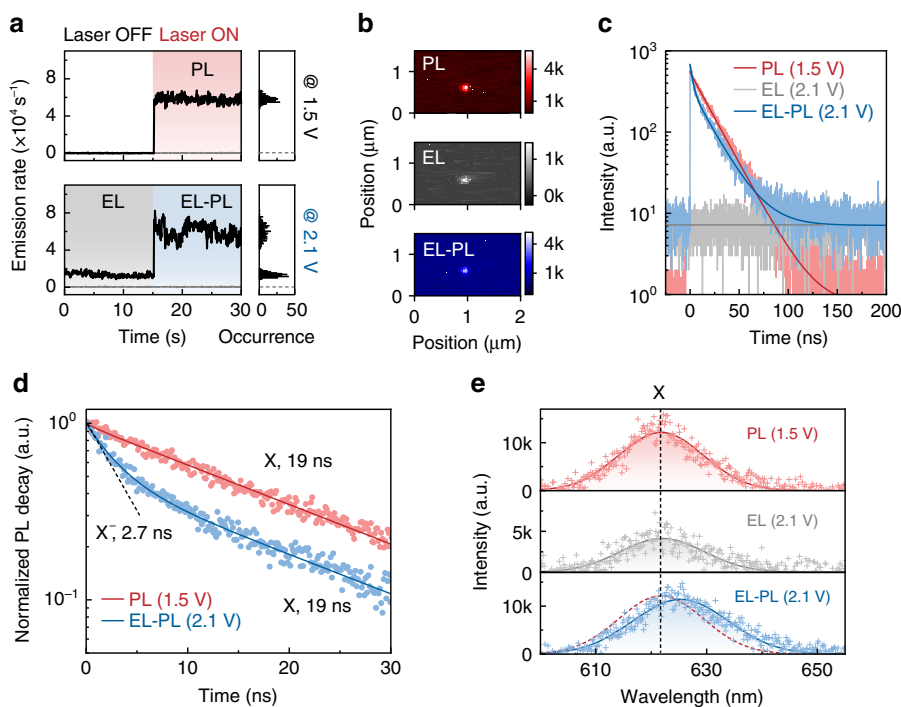 a
Laser OFF Laser ON
PL
@ 1.5 V
EL
EL-PL
@ 2.1 V
Emission rate (×10⁴ s⁻¹)
8
4
0
8
4
0
0 10 20 30
0 50
Time (s)
Occurrence
b
PL
1
0
4k
1k
EL
1
0
1k
0k
EL-PL
1
0
4k
1k
0 1 2
Position (μm)
Position (μm)
c
PL (1.5 V)
EL (2.1 V)
EL-PL (2.1 V)
Intensity (a.u.)
10³
10²
10¹
10⁰
0 50 100 150 200
Time (ns)
d
Normalized PL decay (a.u.)
10⁰
10⁻¹
X, 19 ns
X⁻, 2.7 ns
X, 19 ns
PL (1.5 V)
EL-PL (2.1 V)
0 10 20 30
Time (ns)
e
X
PL (1.5 V)
10k
0
EL (2.1 V)
5k
0
EL-PL (2.1 V)
10k
0
Intensity (a.u.)
610 630 650
Wavelength (nm)